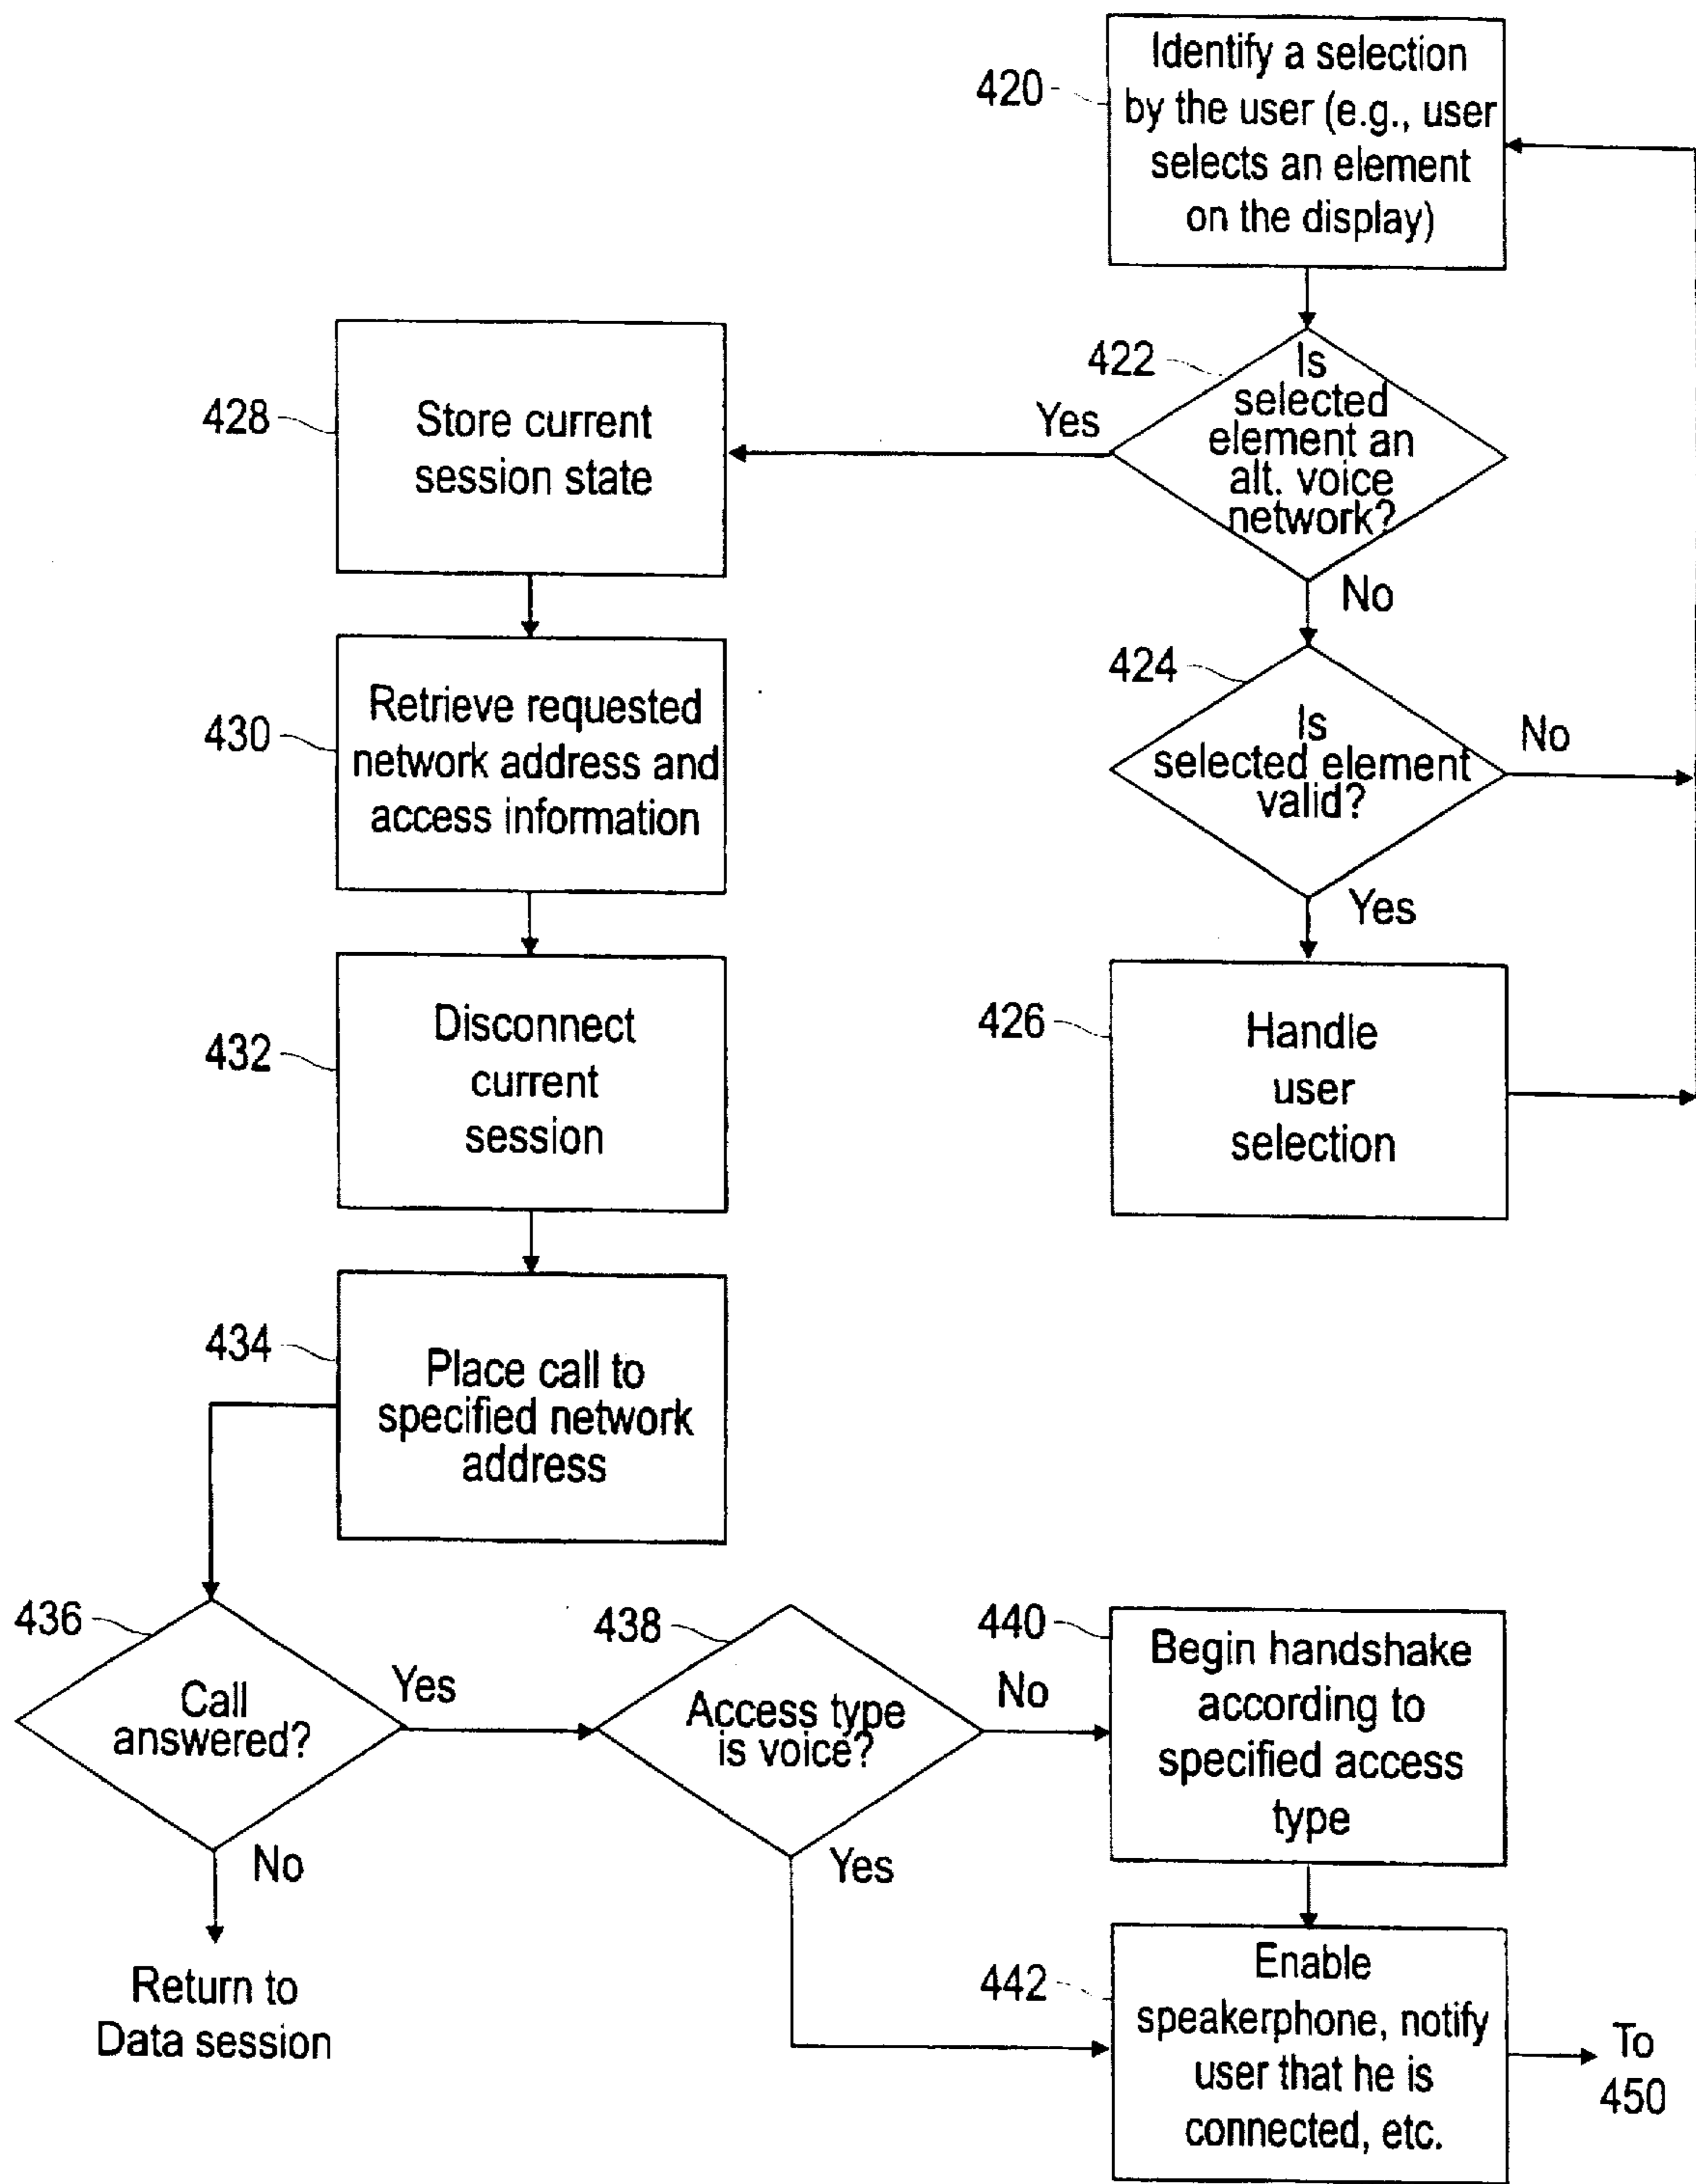 420
Identify a selection
by the user (e.g., user
selects an element
on the display)
422
Is
selected
element an
alt. voice
network?
Yes
No
428
Store current
session state
424
Is
selected element
valid?
No
Yes
430
Retrieve requested
network address and
access information
426
Handle
user
selection
432
Disconnect
current
session
434
Place call to
specified network
address
436
Call
answered?
Yes
No
Return to
Data session
438
Access type
is voice?
No
Yes
440
Begin handshake
according to
specified access
type
442
Enable
speakerphone, notify
user that he is
connected, etc.
To
450